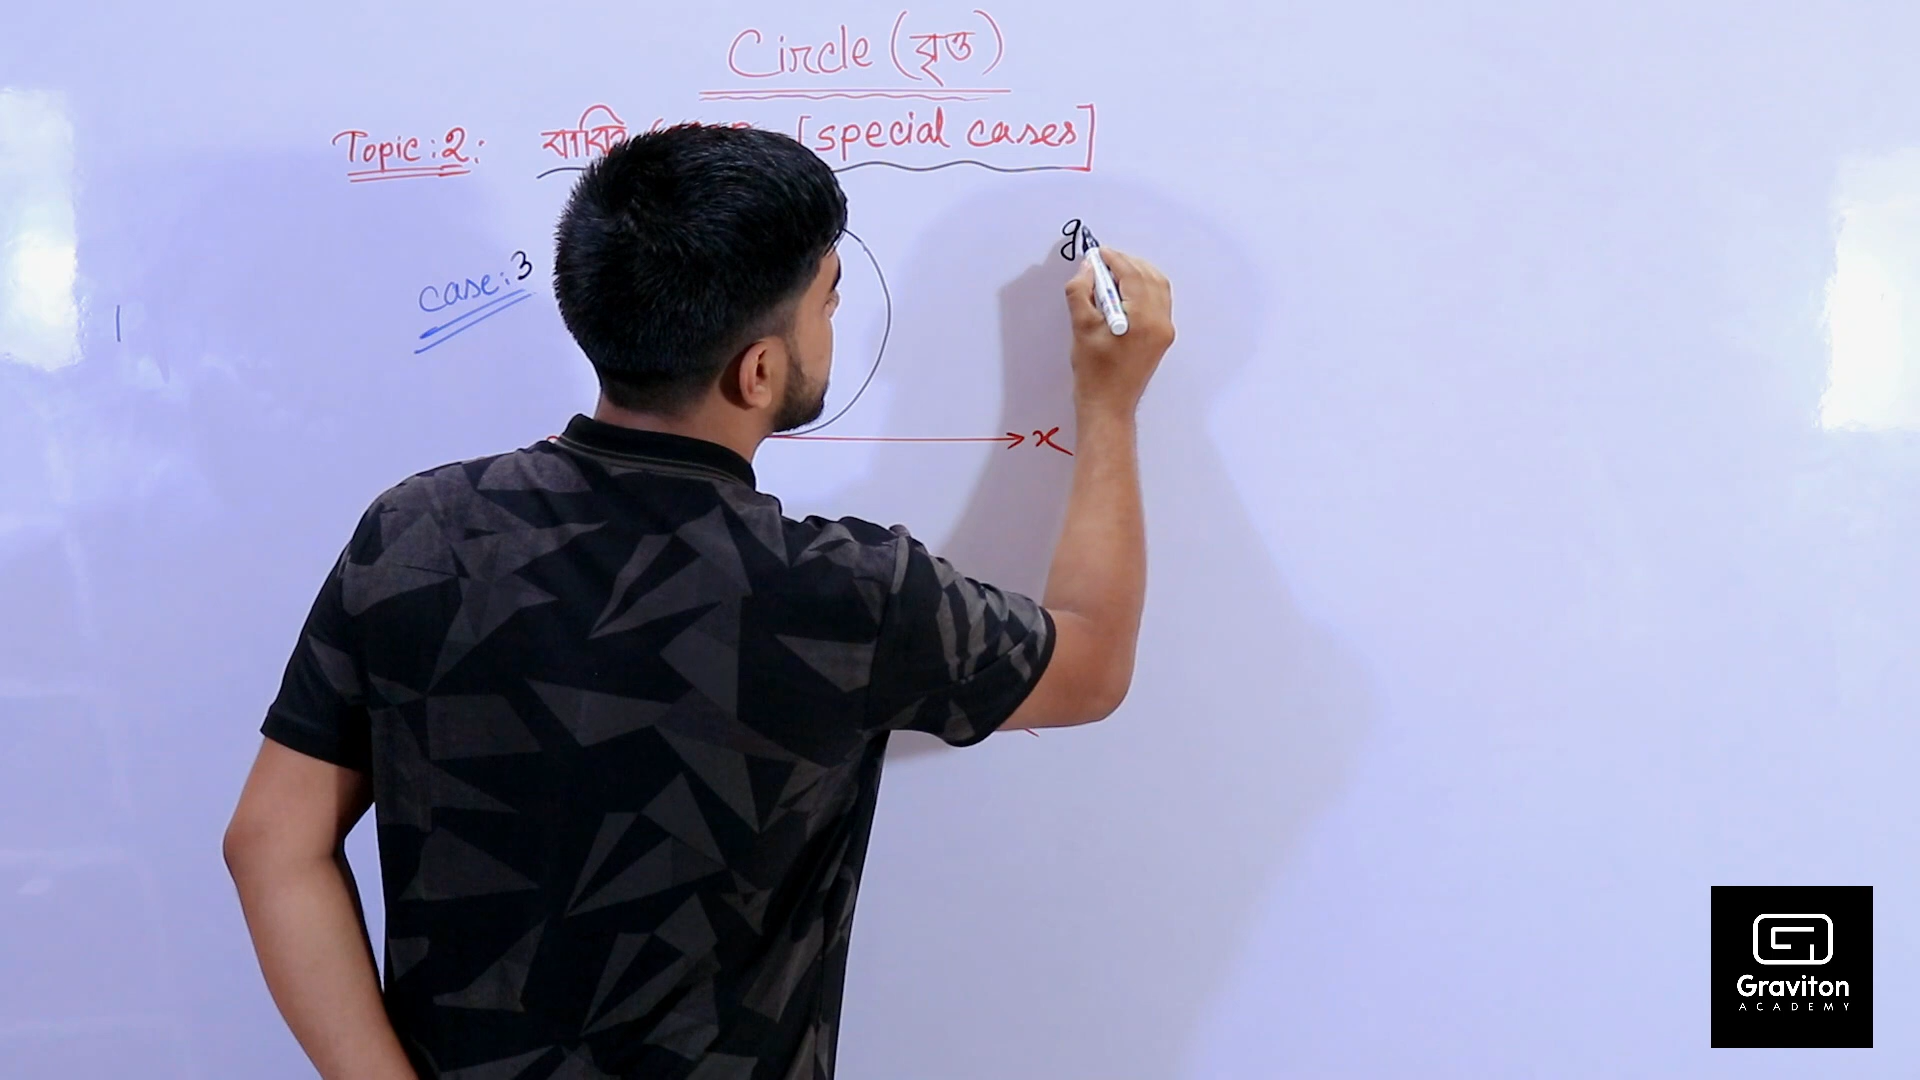 Circle (বৃত্ত)
Topic: 2: [special cases]
case: 3
g
x
Graviton
ACADEMY